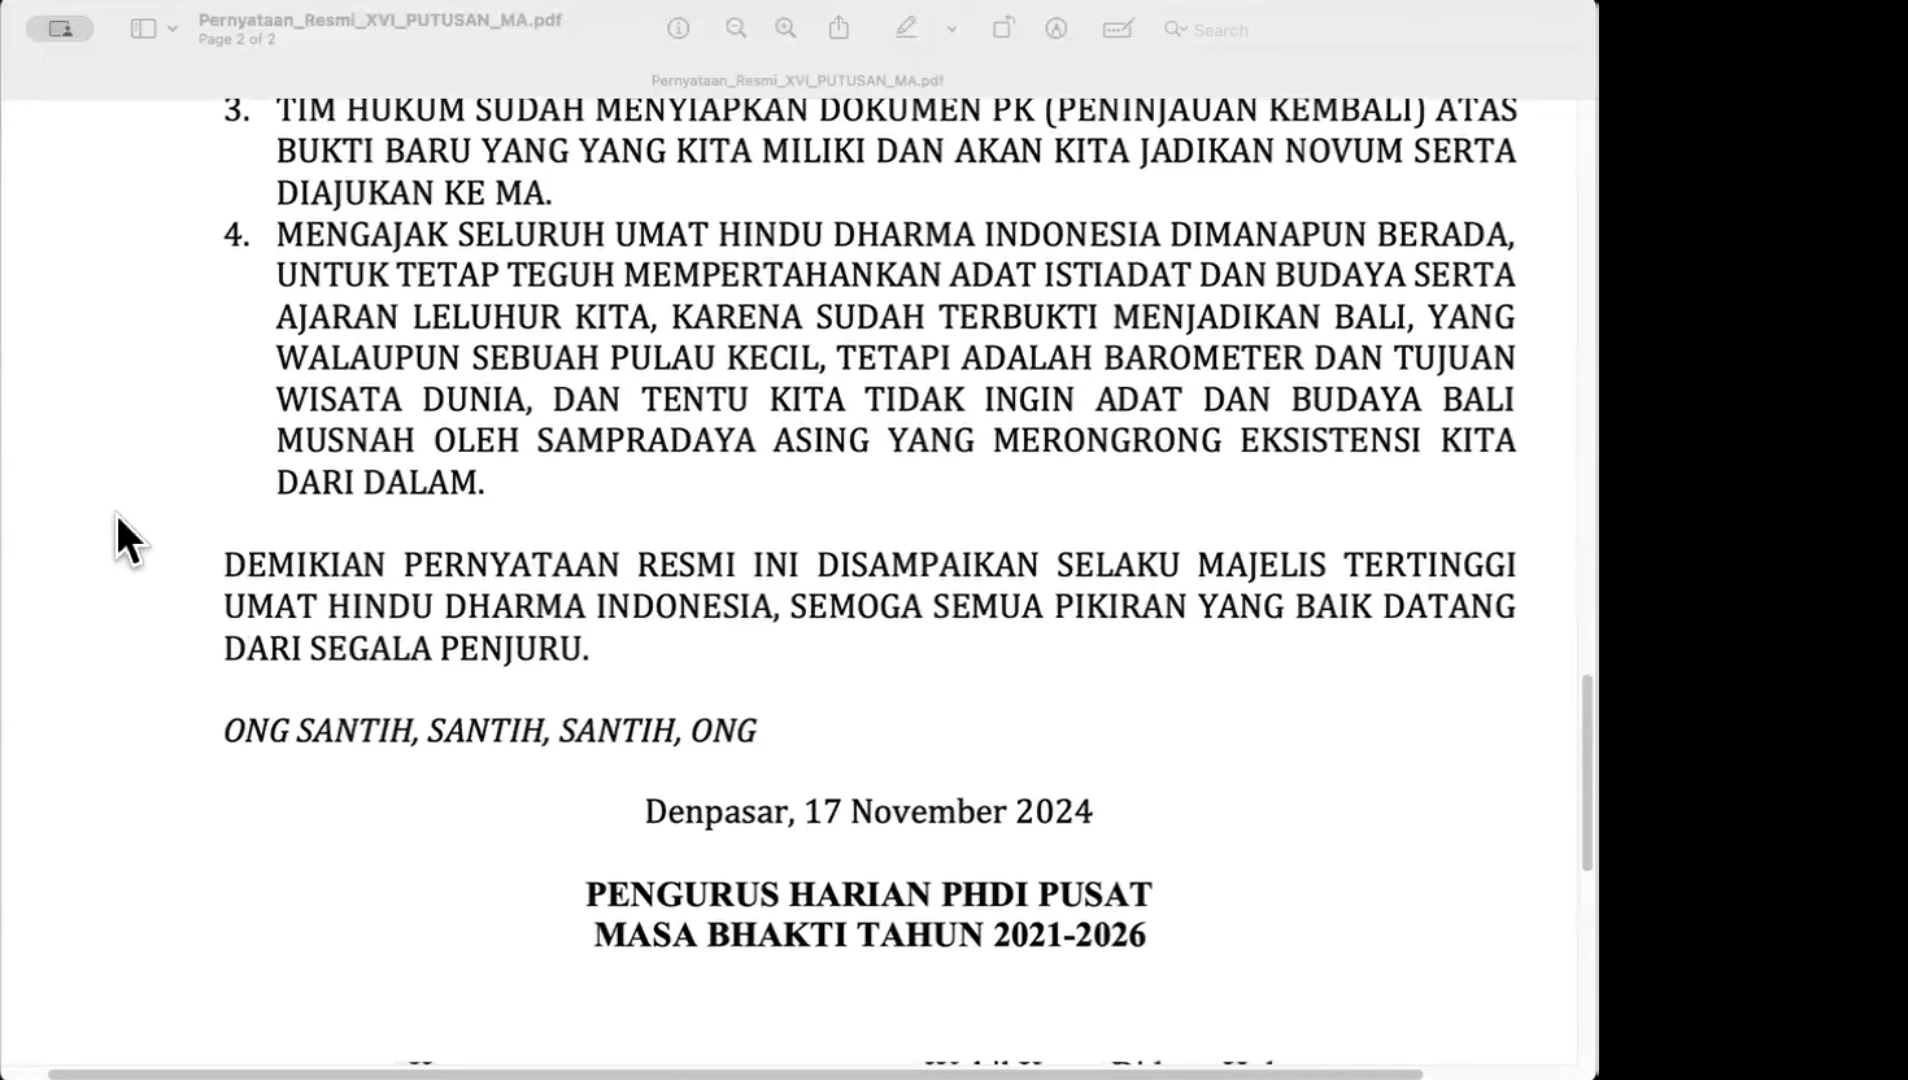 Pernyataan_Resmi_XVI_PUTUSAN_MA.pdf
Page 2 of 2
Search
Pernyataan_Resmi_XVI_PUTUSAN_MA.pdf
3. TIM HUKUM SUDAH MENYIAPKAN DOKUMEN PK (PENINJAUAN KEMBALI) ATAS
BUKTI BARU YANG YANG KITA MILIKI DAN AKAN KITA JADIKAN NOVUM SERTA
DIAJUKAN KE MA.
4. MENGAJAK SELURUH UMAT HINDU DHARMA INDONESIA DIMANAPUN BERADA,
UNTUK TETAP TEGUH MEMPERTAHANKAN ADAT ISTIADAT DAN BUDAYA SERTA
AJARAN LELUHUR KITA, KARENA SUDAH TERBUKTI MENJADIKAN BALI, YANG
WALAUPUN SEBUAH PULAU KECIL, TETAPI ADALAH BAROMETER DAN TUJUAN
WISATA DUNIA, DAN TENTU KITA TIDAK INGIN ADAT DAN BUDAYA BALI
MUSNAH OLEH SAMPRADAYA ASING YANG MERONGRONG EKSISTENSI KITA
DARI DALAM.
DEMIKIAN PERNYATAAN RESMI INI DISAMPAIKAN SELAKU MAJELIS TERTINGGI
UMAT HINDU DHARMA INDONESIA, SEMOGA SEMUA PIKIRAN YANG BAIK DATANG
DARI SEGALA PENJURU.
ONG SANTIH, SANTIH, SANTIH, ONG
Denpasar, 17 November 2024
PENGURUS HARIAN PHDI PUSAT
MASA BHAKTI TAHUN 2021-2026